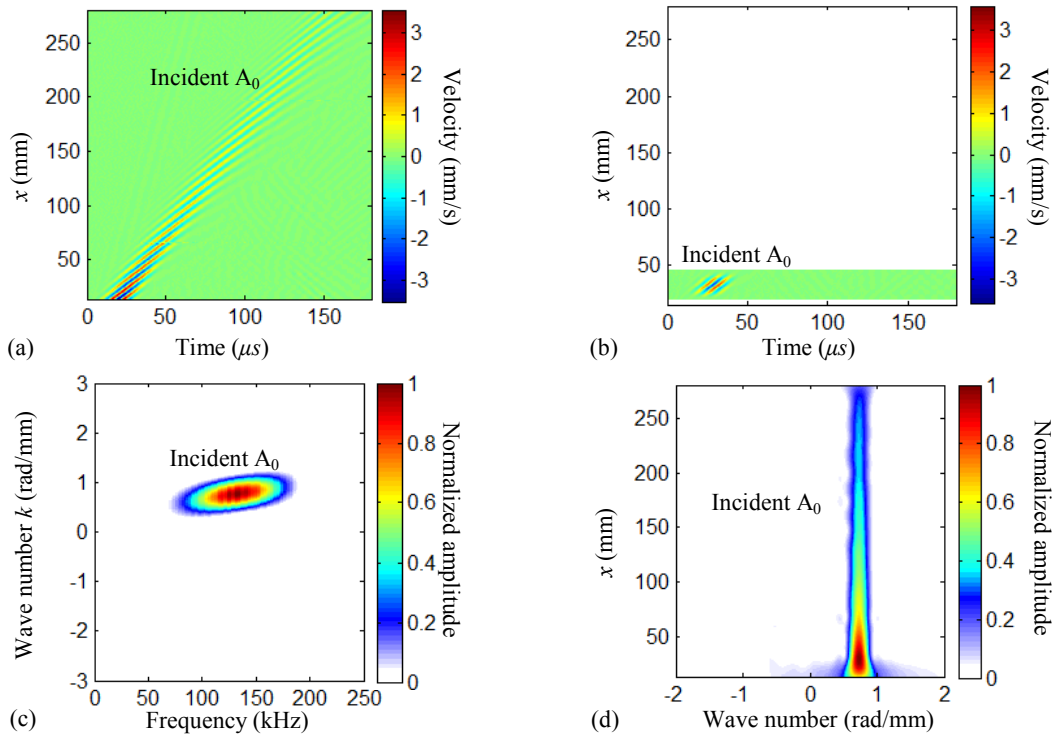 Incident A0
x (mm)
250
200
150
100
50
0 50 100 150
Time (μs)
3
2
1
0
-1
-2
-3
Velocity (mm/s)
(a)
Incident A0
x (mm)
250
200
150
100
50
0 50 100 150
Time (μs)
3
2
1
0
-1
-2
-3
Velocity (mm/s)
(b)
Incident A0
Wave number k (rad/mm)
3
2
1
0
-1
-2
-3
0 50 100 150 200 250
Frequency (kHz)
1
0.8
0.6
0.4
0.2
0
Normalized amplitude
(c)
Incident A0
x (mm)
250
200
150
100
50
-2 -1 0 1 2
Wave number (rad/mm)
1
0.8
0.6
0.4
0.2
0
Normalized amplitude
(d)